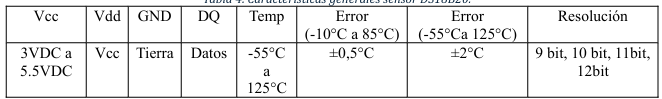 Tabla 4. Características generales sensor DS18B20.
Vcc Vdd GND DQ Temp Error Error Resolución
(-10°C a 85°C) (-55°Ca 125°C)
3VDC a Vcc Tierra Datos -55°C ±0,5°C ±2°C 9 bit, 10 bit, 11bit,
5.5VDC a 12bit
125°C